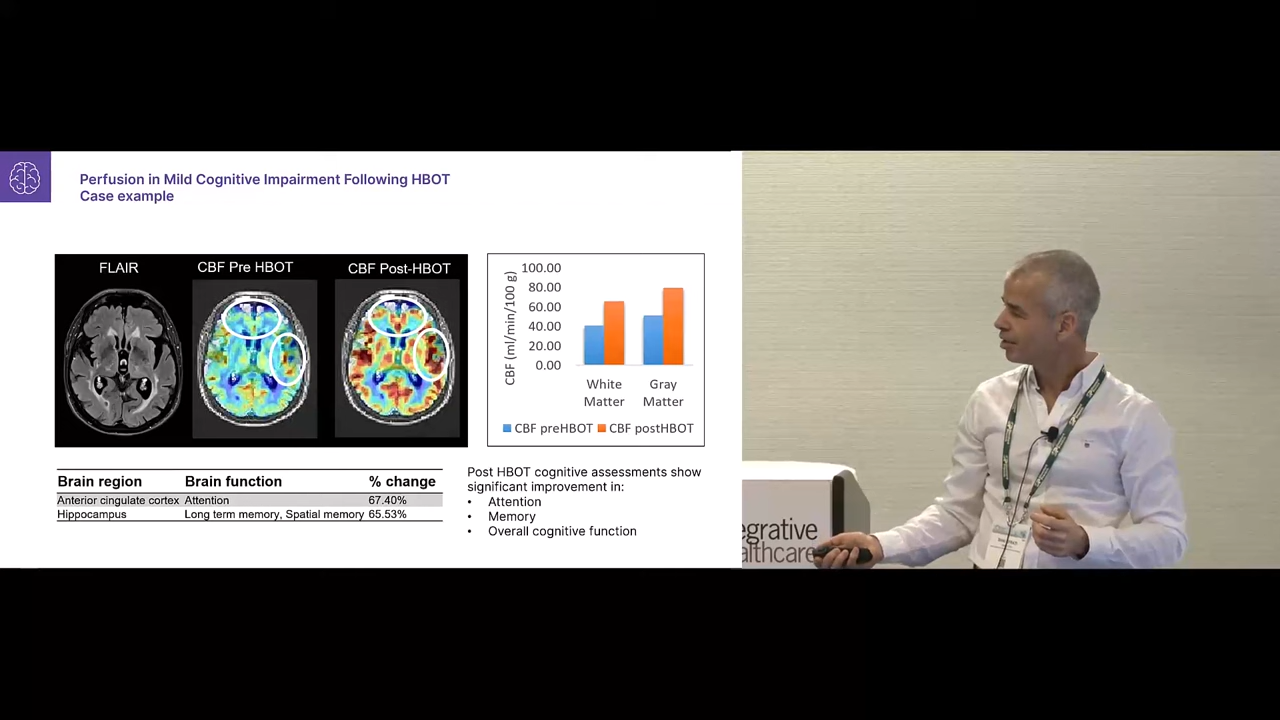 Perfusion in Mild Cognitive Impairment Following HBOT
Case example
FLAIR
CBF Pre HBOT
CBF Post-HBOT
CBF (ml/min/100 g)
100.00
80.00
60.00
40.00
20.00
0.00
White Matter
Gray Matter
CBF preHBOT
CBF postHBOT
Brain region Brain function % change
Anterior cingulate cortex Attention 67.40%
Hippocampus Long term memory, Spatial memory 65.53%
Post HBOT cognitive assessments show
significant improvement in:
• Attention
• Memory
• Overall cognitive function
egrative
althcare